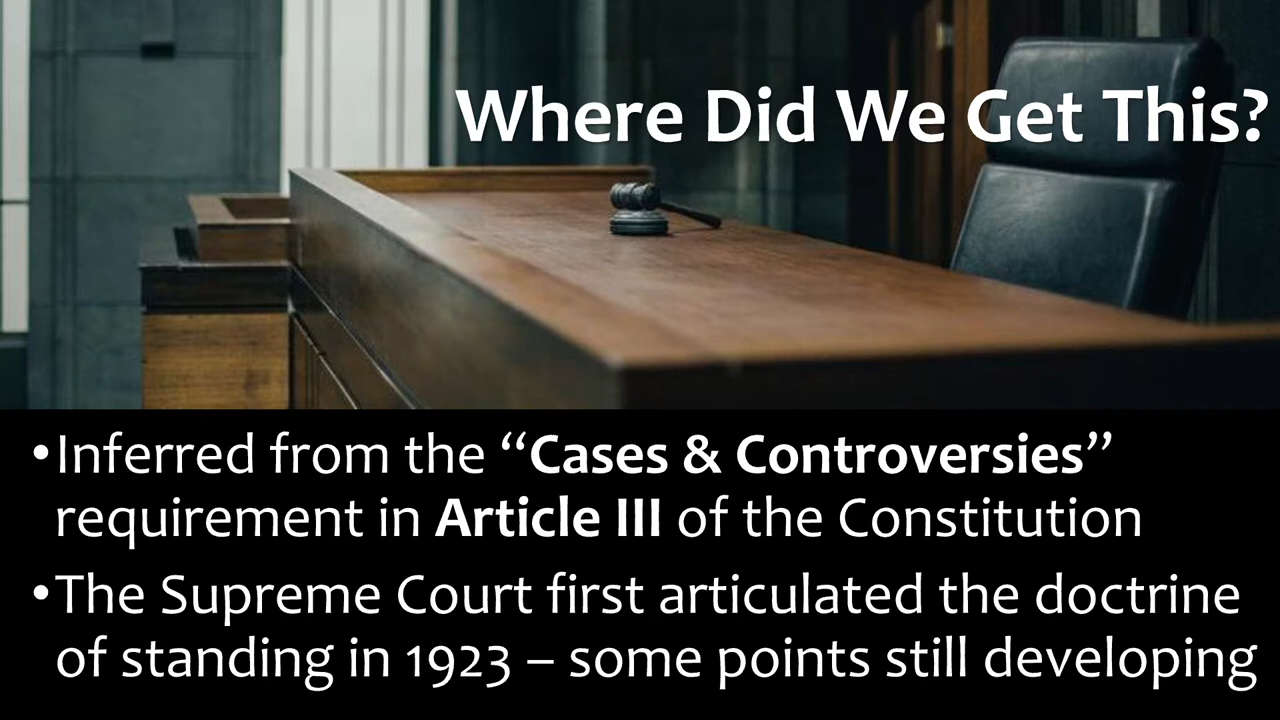 Where Did We Get This?
•Inferred from the “Cases & Controversies”
requirement in Article III of the Constitution
•The Supreme Court first articulated the doctrine
of standing in 1923 – some points still developing